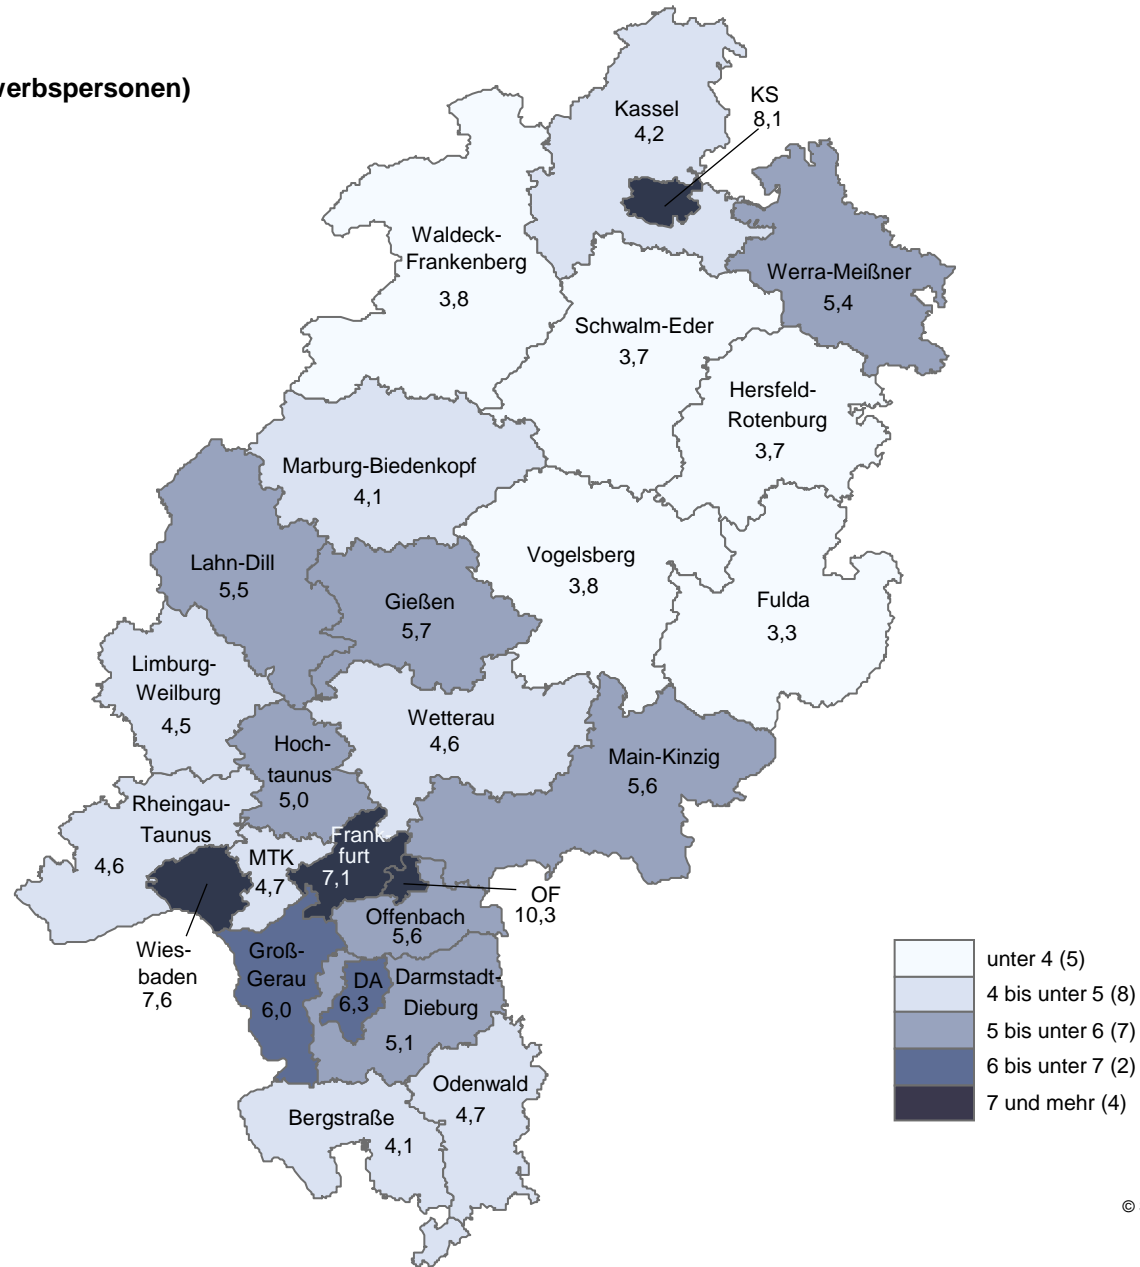 werbspersonen)
Kassel
4,2
KS
8,1
Waldeck-
Frankenberg
3,8
Werra-Meißner
5,4
Schwalm-Eder
3,7
Hersfeld-
Rotenburg
3,7
Marburg-Biedenkopf
4,1
Lahn-Dill
5,5
Gießen
5,7
Vogelsberg
3,8
Fulda
3,3
Limburg-
Weilburg
4,5
Wetterau
4,6
Hoch-
taunus
5,0
Main-Kinzig
5,6
Rheingau-
Taunus
4,6
MTK
4,7
Frank-
furt
7,1
OF
10,3
Offenbach
5,6
Wies-
baden
7,6
Groß-
Gerau
6,0
DA
6,3
Darmstadt-
Dieburg
5,1
Odenwald
4,7
Bergstraße
4,1
unter 4 (5)
4 bis unter 5 (8)
5 bis unter 6 (7)
6 bis unter 7 (2)
7 und mehr (4)
©